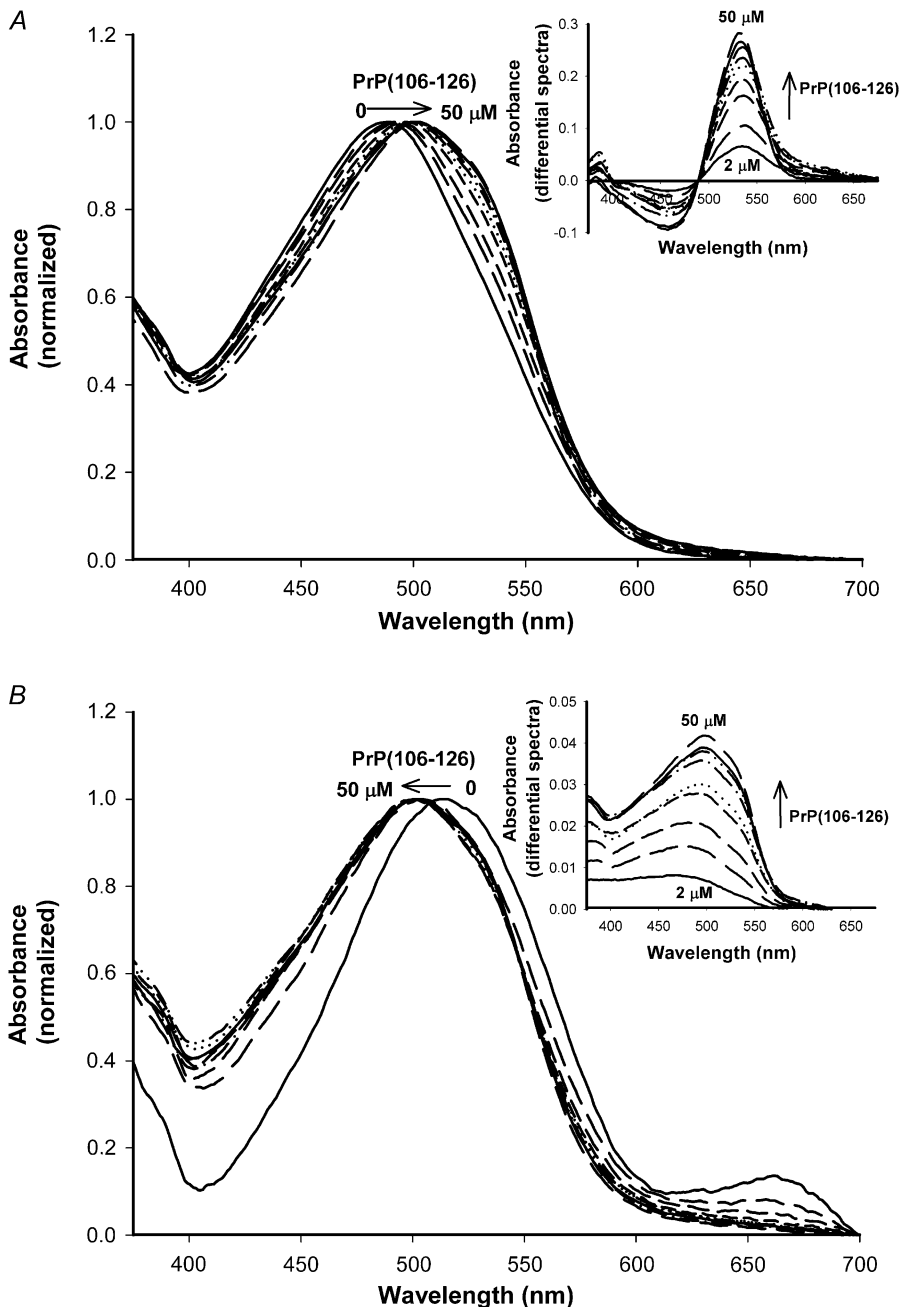 A
PrP(106-126)
0
50 μM
1.2
1.0
0.8
0.6
0.4
0.2
0.0
Absorbance
(normalized)
400
450
500
550
600
650
700
Wavelength (nm)
50 μM
PrP(106-126)
2 μM
0.3
0.2
0.1
0.0
-0.1
Absorbance
(differential spectra)
400
450
500
550
600
650
Wavelength (nm)
B
PrP(106-126)
50 μM
0
1.2
1.0
0.8
0.6
0.4
0.2
0.0
Absorbance
(normalized)
400
450
500
550
600
650
700
Wavelength (nm)
50 μM
PrP(106-126)
2 μM
0.05
0.04
0.03
0.02
0.01
0.00
Absorbance
(differential spectra)
400
450
500
550
600
650
Wavelength (nm)